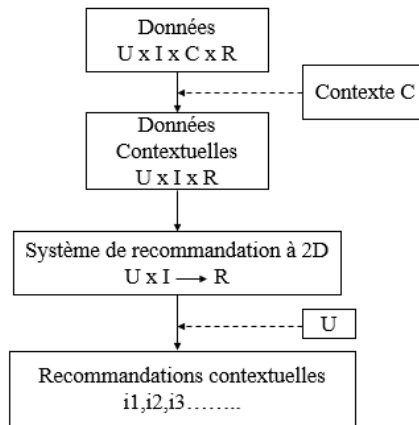 Données
U x I x C x R
Contexte C
Données
Contextuelles
U x I x R
Système de recommandation à 2D
U x I ⟶ R
U
Recommandations contextuelles
i1,i2,i3........